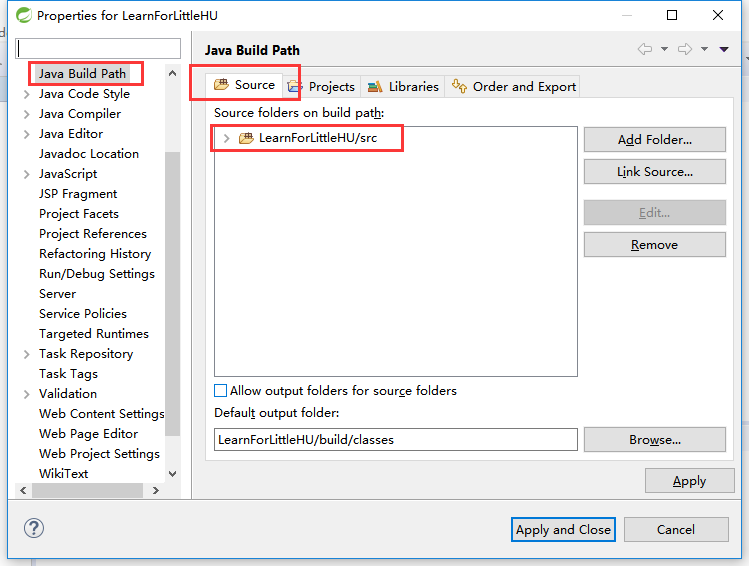 Properties for LearnForLittleHU
Java Build Path
Java Code Style
Java Compiler
Java Editor
Javadoc Location
JavaScript
JSP Fragment
Project Facets
Project References
Refactoring History
Run/Debug Settings
Server
Service Policies
Targeted Runtimes
Task Repository
Task Tags
Validation
Web Content Settings
Web Page Editor
Web Project Settings
WikiText
Java Build Path
Source Projects Libraries Order and Export
Source folders on build path:
LearnForLittleHU/src
Add Folder...
Link Source...
Edit...
Remove
Allow output folders for source folders
Default output folder:
LearnForLittleHU/build/classes
Browse...
Apply
?
Apply and Close
Cancel